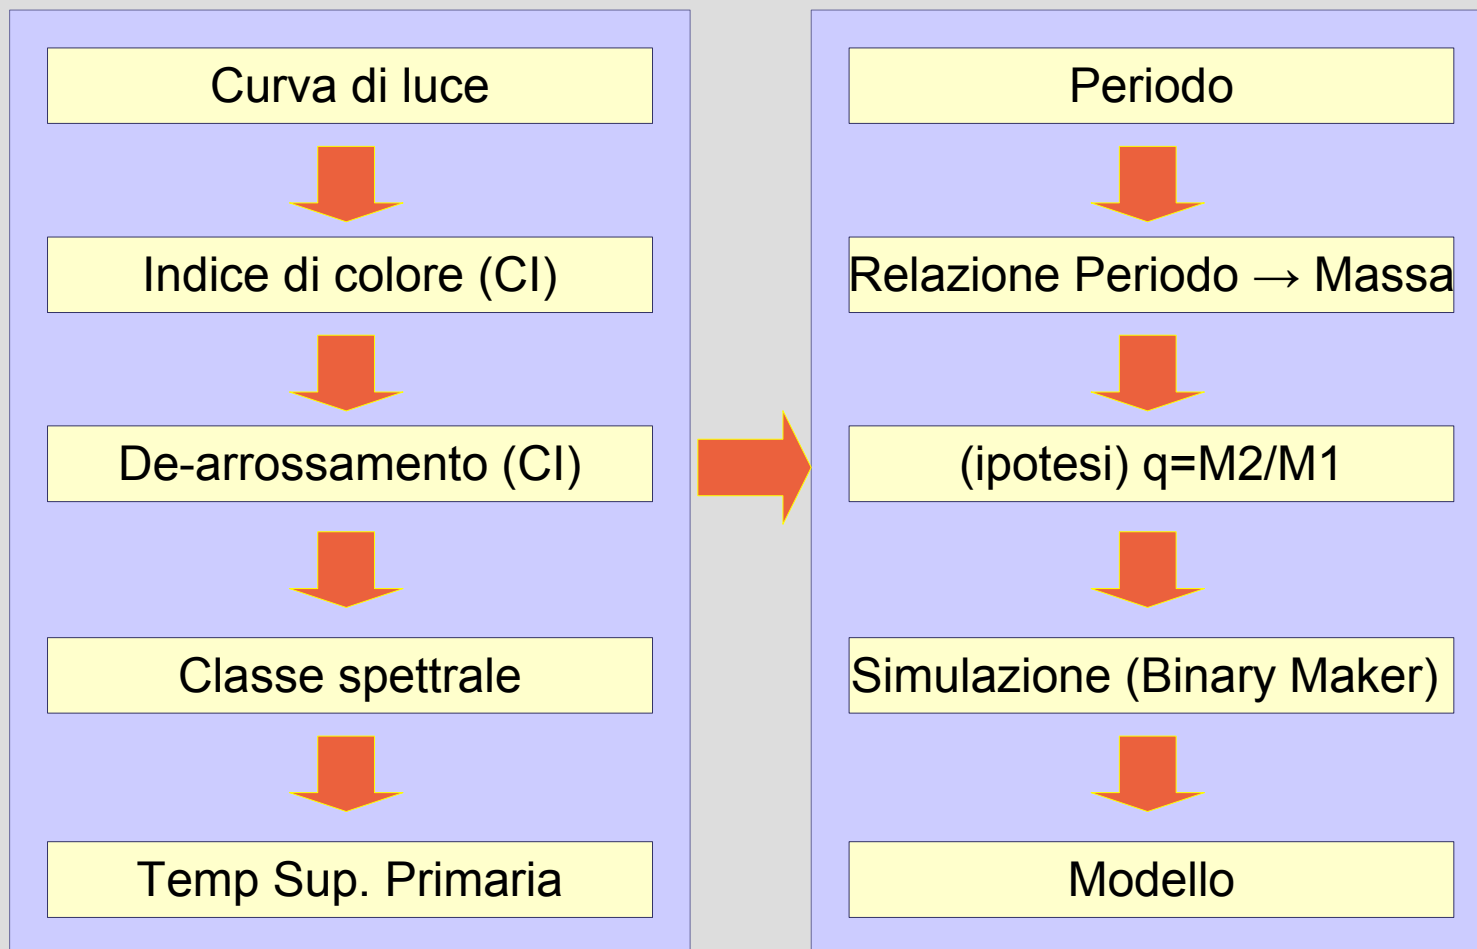 Curva di luce
Indice di colore (CI)
De-arrossamento (CI)
Classe spettrale
Temp Sup. Primaria
Periodo
Relazione Periodo → Massa
(ipotesi) q=M2/M1
Simulazione (Binary Maker)
Modello